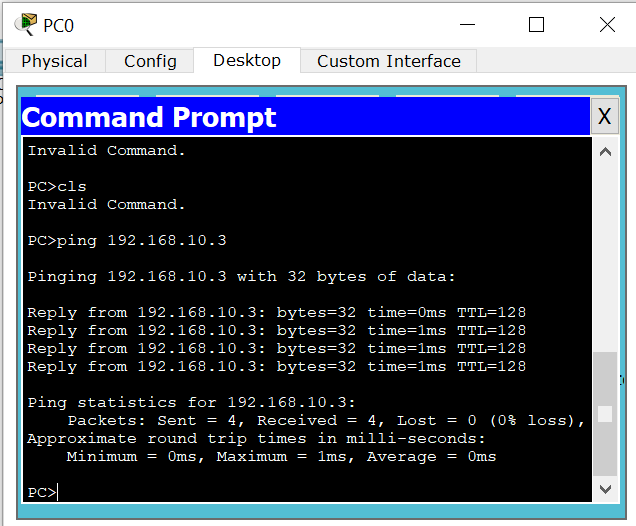 PC0
Physical Config Desktop Custom Interface
Command Prompt X
Invalid Command.
PC>cls
Invalid Command.
PC>ping 192.168.10.3
Pinging 192.168.10.3 with 32 bytes of data:
Reply from 192.168.10.3: bytes=32 time=0ms TTL=128
Reply from 192.168.10.3: bytes=32 time=1ms TTL=128
Reply from 192.168.10.3: bytes=32 time=1ms TTL=128
Reply from 192.168.10.3: bytes=32 time=1ms TTL=128
Ping statistics for 192.168.10.3:
Packets: Sent = 4, Received = 4, Lost = 0 (0% loss),
Approximate round trip times in milli-seconds:
Minimum = 0ms, Maximum = 1ms, Average = 0ms
PC>